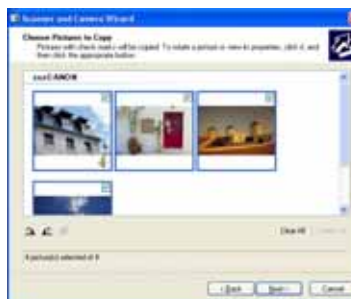 Scanner and Camera Wizard
Choose Pictures to Copy
Pictures with check marks will be copied. To rotate a picture or view its properties, click it, and
then click the appropriate button.
CANON
Clear All
4 picture(s) selected of 4
< Back
Next >
Cancel